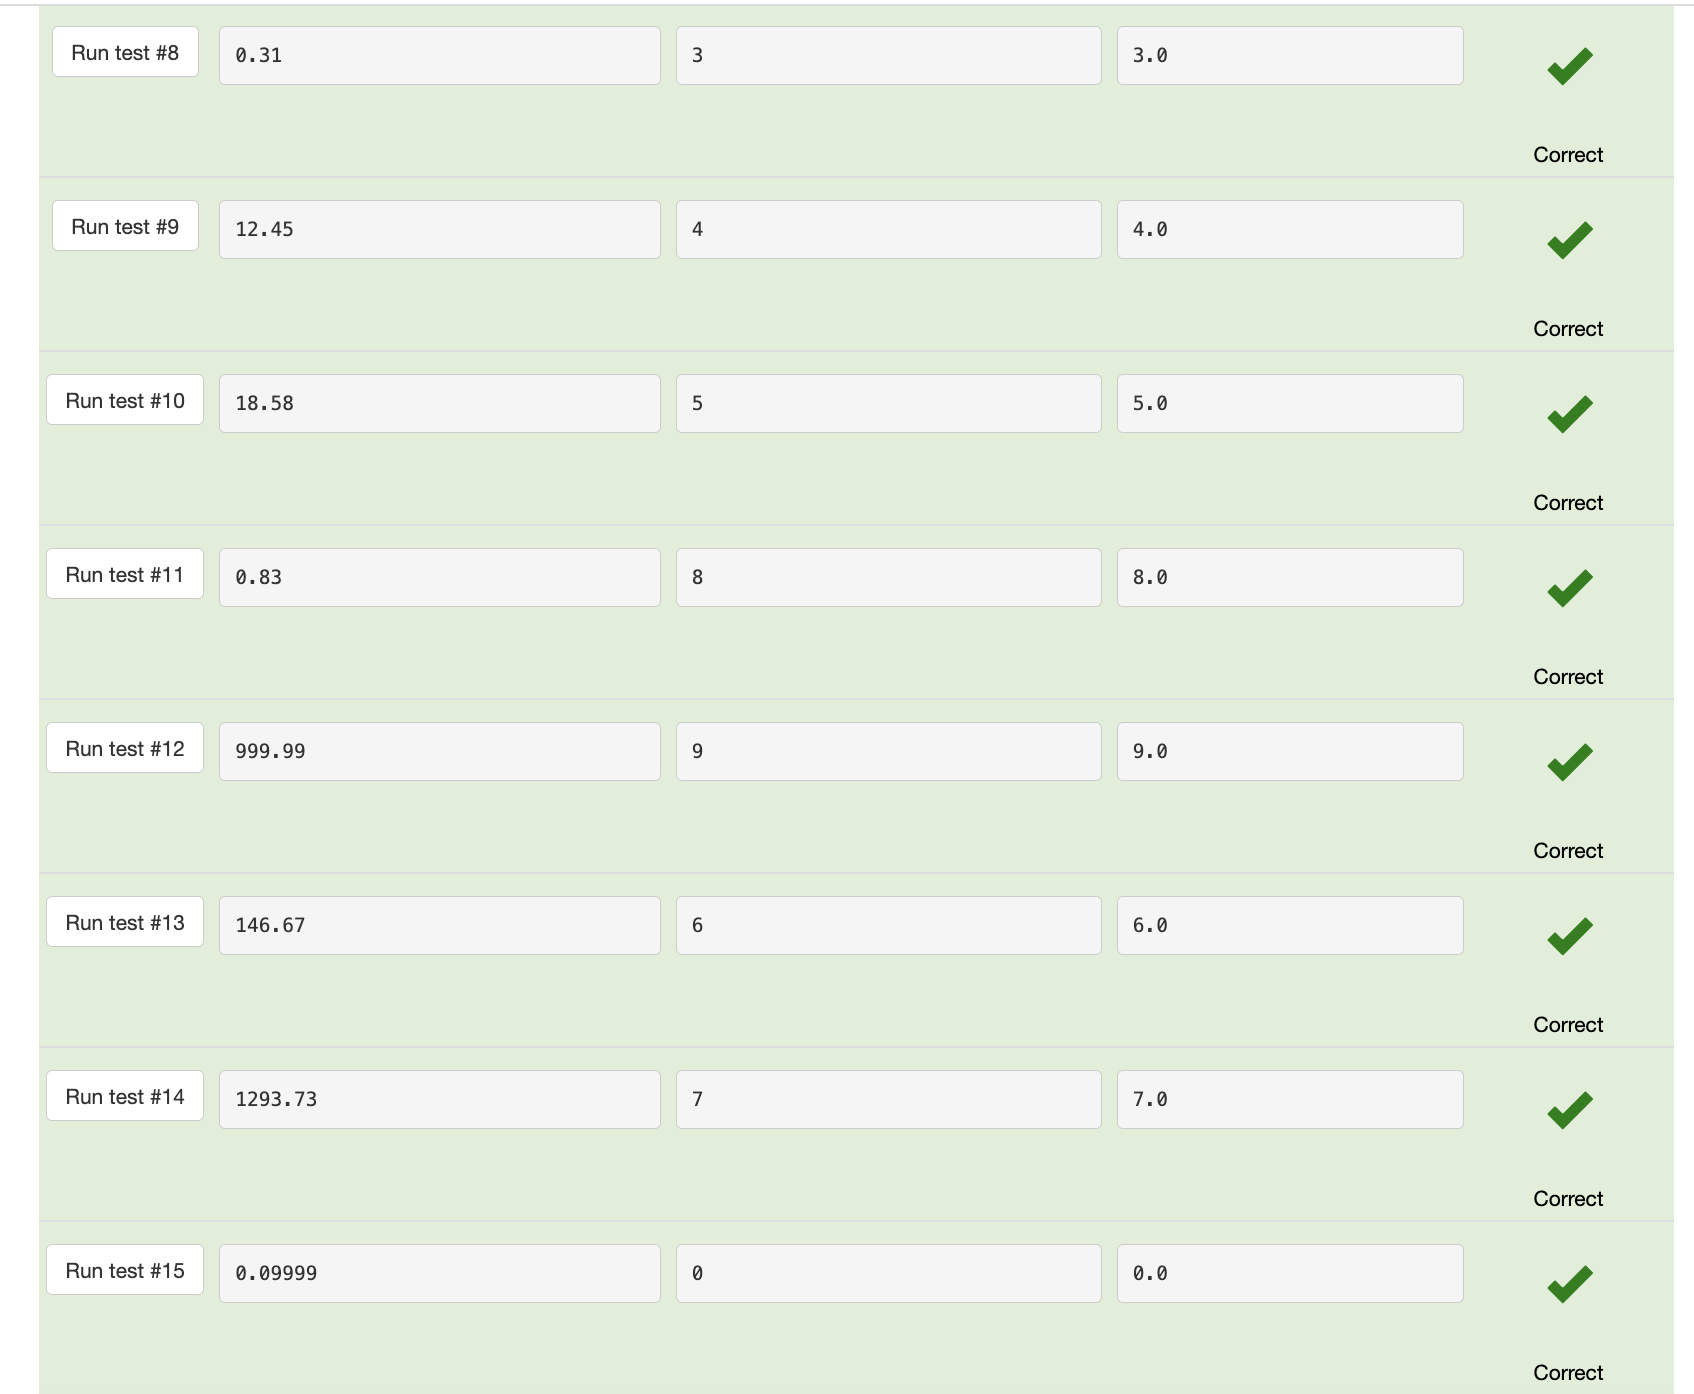 Run test #8 0.31 3 3.0
Correct
Run test #9 12.45 4 4.0
Correct
Run test #10 18.58 5 5.0
Correct
Run test #11 0.83 8 8.0
Correct
Run test #12 999.99 9 9.0
Correct
Run test #13 146.67 6 6.0
Correct
Run test #14 1293.73 7 7.0
Correct
Run test #15 0.09999 0 0.0
Correct